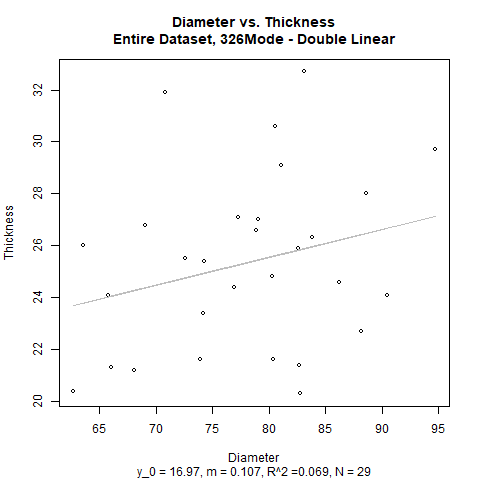 Diameter vs. Thickness
Entire Dataset, 326Mode - Double Linear
Thickness
32
30
28
26
24
22
20
65 70 75 80 85 90 95
Diameter
y_0 = 16.97, m = 0.107, R^2 =0.069, N = 29